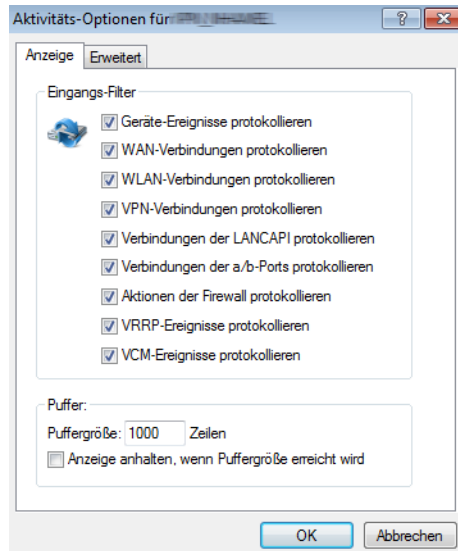 Aktivitäts-Optionen für
Anzeige
Erweitert
Eingangs-Filter
Geräte-Ereignisse protokollieren
WAN-Verbindungen protokollieren
WLAN-Verbindungen protokollieren
VPN-Verbindungen protokollieren
Verbindungen der LANCAPI protokollieren
Verbindungen der a/b-Ports protokollieren
Aktionen der Firewall protokollieren
VRRP-Ereignisse protokollieren
VCM-Ereignisse protokollieren
Puffer:
Puffergröße: 1000 Zeilen
Anzeige anhalten, wenn Puffergröße erreicht wird
OK
Abbrechen